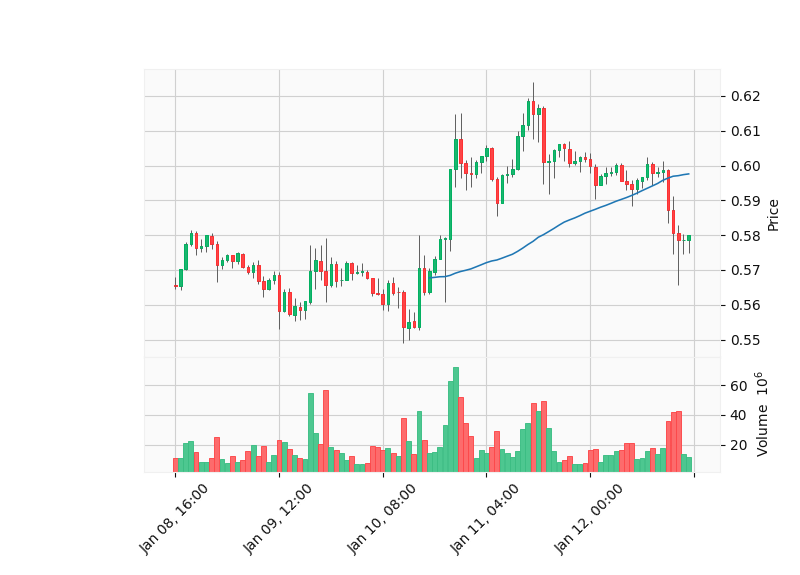 0.62
0.61
0.60
0.59
0.58
0.57
0.56
0.55
Price
60
40
20
Volume 10⁶
Jan 08, 16:00
Jan 09, 12:00
Jan 10, 08:00
Jan 11, 04:00
Jan 12, 00:00